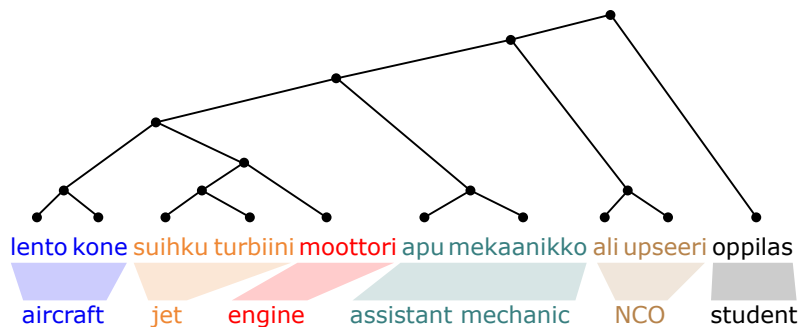 lento kone suihku turbiini moottori apu mekaanikko ali upseeri oppilas
aircraft jet engine assistant mechanic NCO student